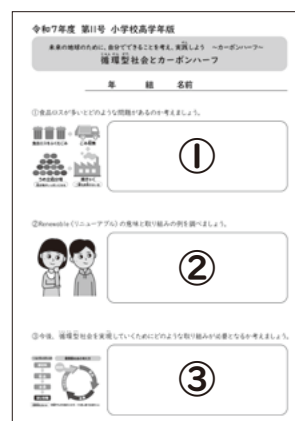 令和7年度 第11号 小学校高学年版
未来の地球のために、自分でできることを考え、実践しよう ～カーボンハーフ～
循環型社会とカーボンハーフ
年 組 名前
①食品ロスが多いとどのような問題があるのか考えましょう。
①
②Renewable(リニューアブル)の意味と取り組みの例を調べましょう。
②
③今後、循環型社会を実現していくためにどのような取り組みが必要となるか考えましょう。
③